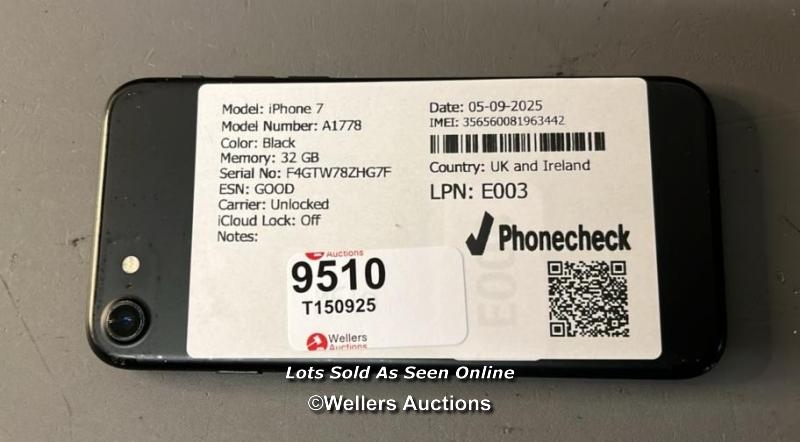 Model: iPhone 7
Model Number: A1778
Color: Black
Memory: 32 GB
Serial No: F4GTW78ZHG7F
ESN: GOOD
Carrier: Unlocked
iCloud Lock: Off
Notes:
Date: 05-09-2025
IMEI: 356560081963442
Country: UK and Ireland
LPN: E003
Phonecheck
Auctions
9510
T150925
Wellers
Auctions
E003
Lots Sold As Seen Online
©Wellers Auctions